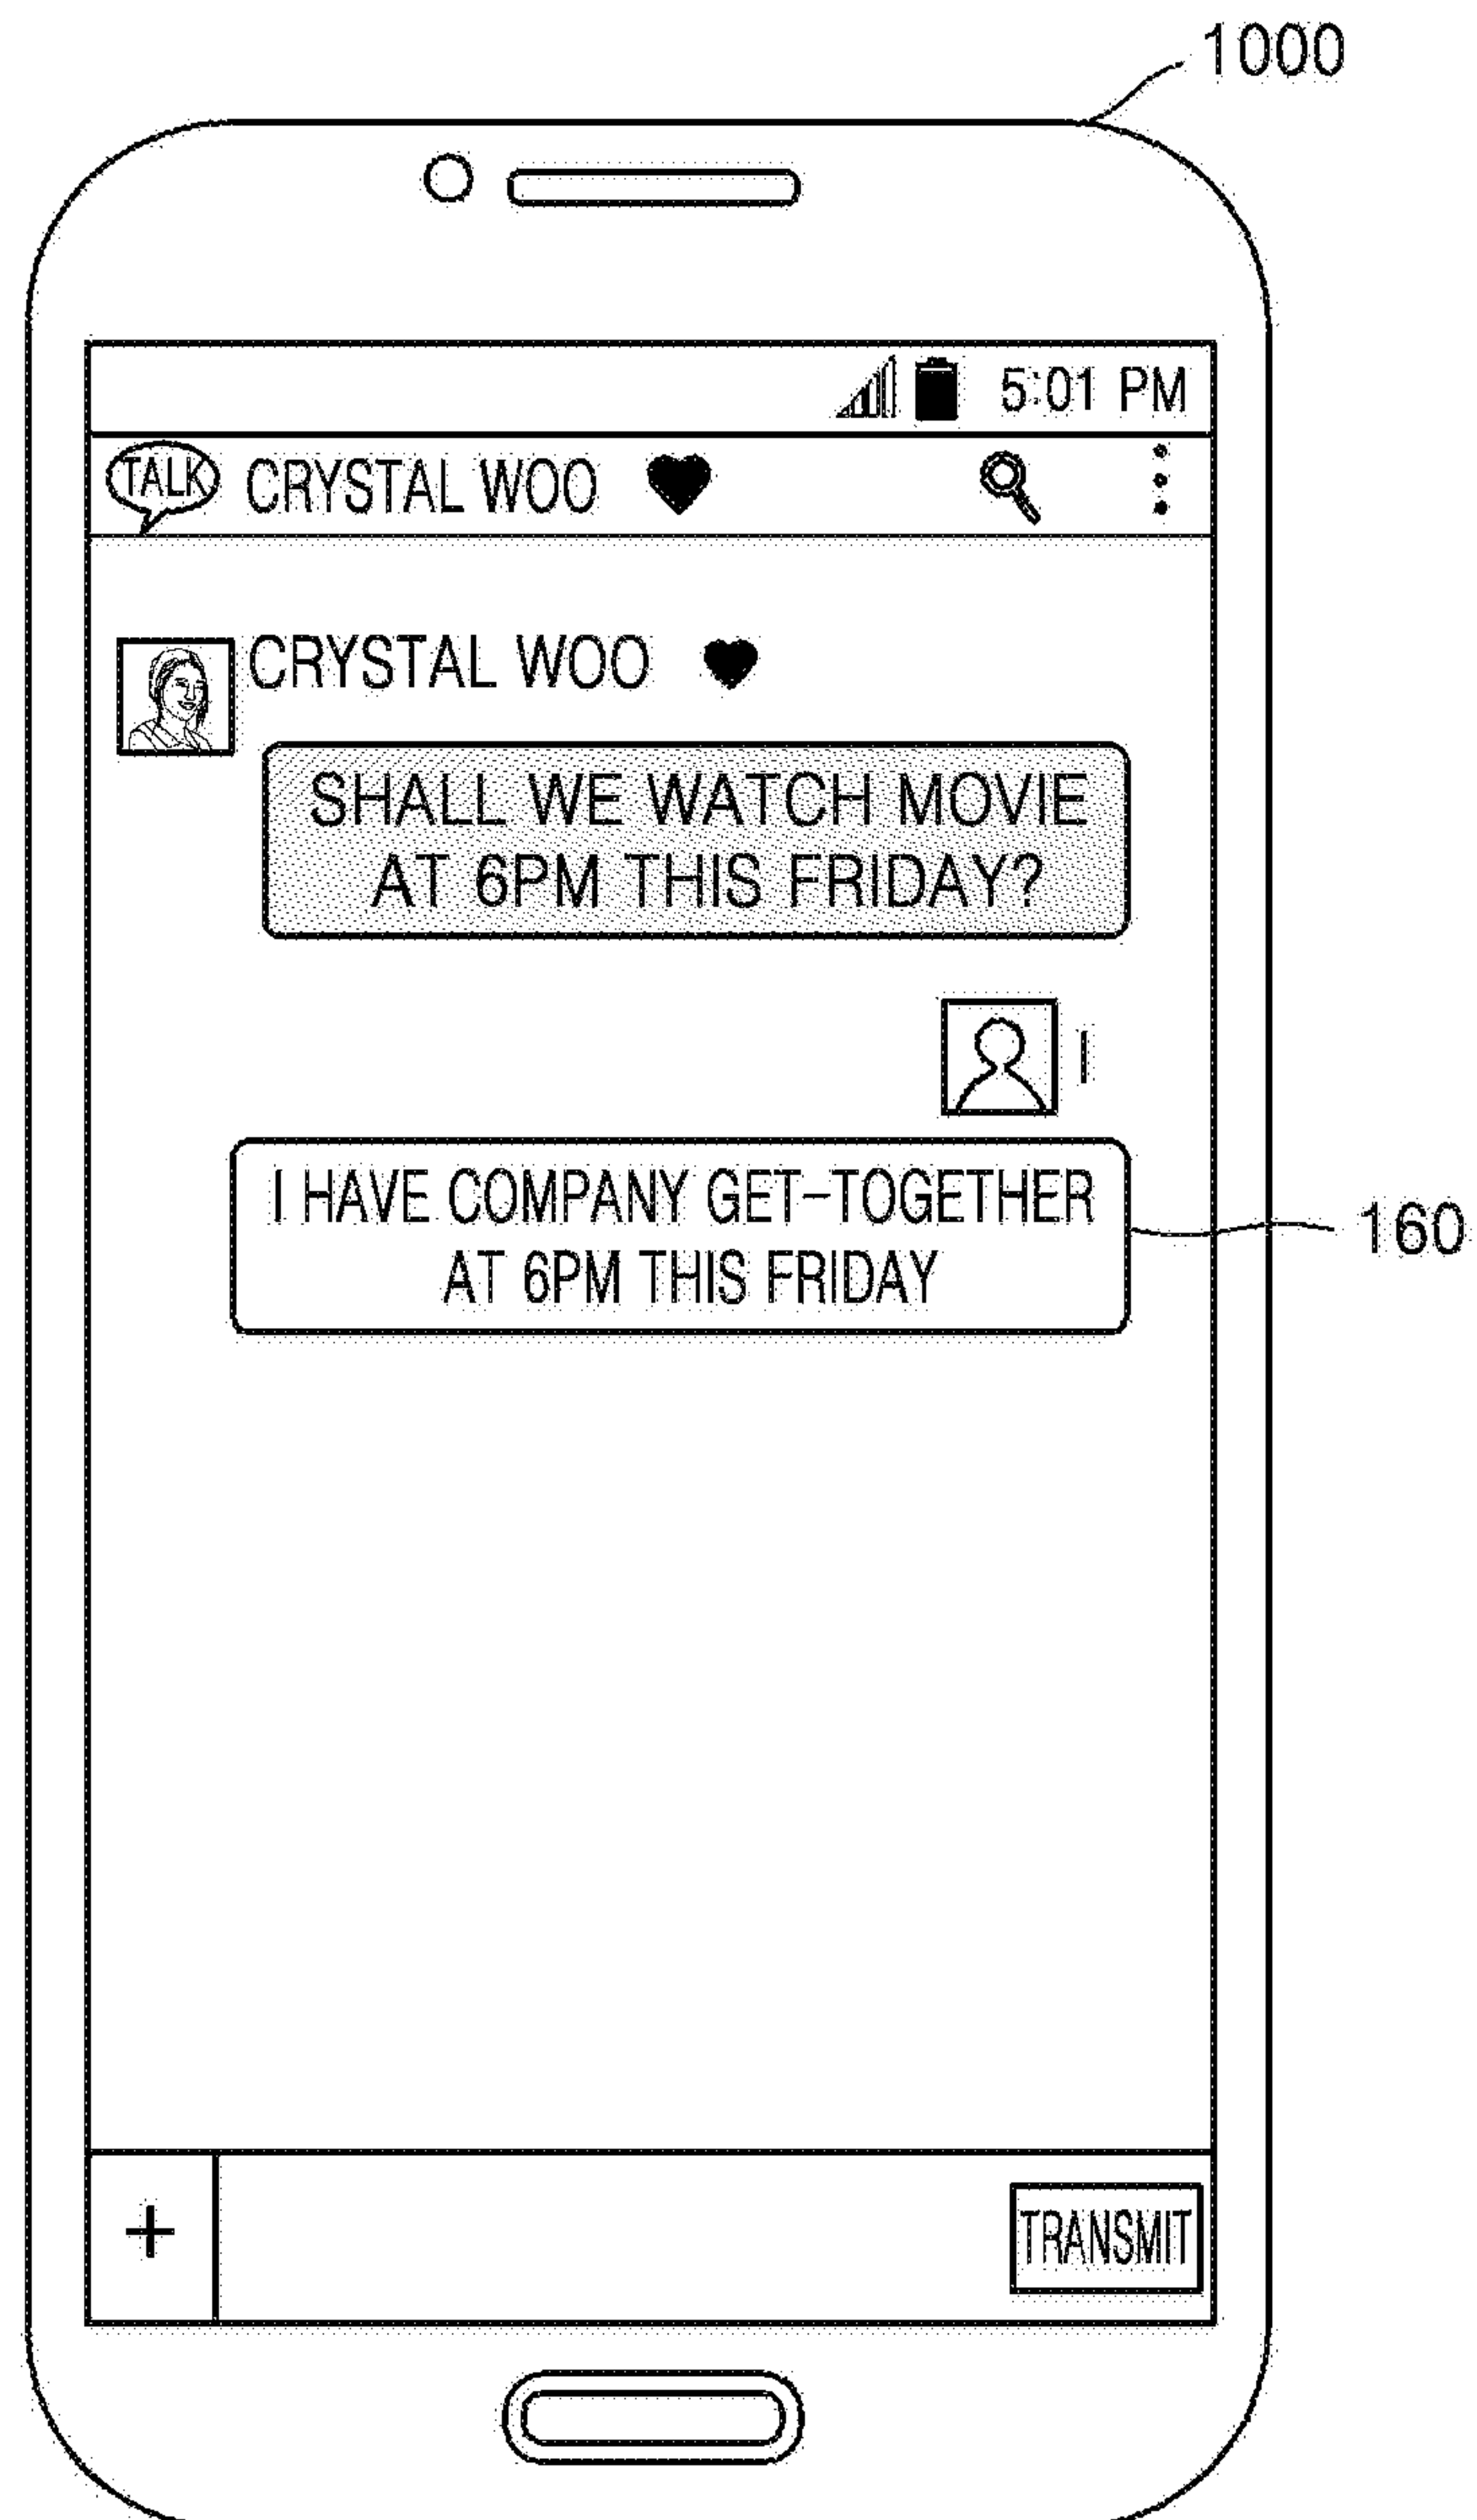 1000
5:01 PM
TALK CRYSTAL WOO
CRYSTAL WOO
SHALL WE WATCH MOVIE
AT 6PM THIS FRIDAY?
I
I HAVE COMPANY GET-TOGETHER
AT 6PM THIS FRIDAY
160
+
TRANSMIT